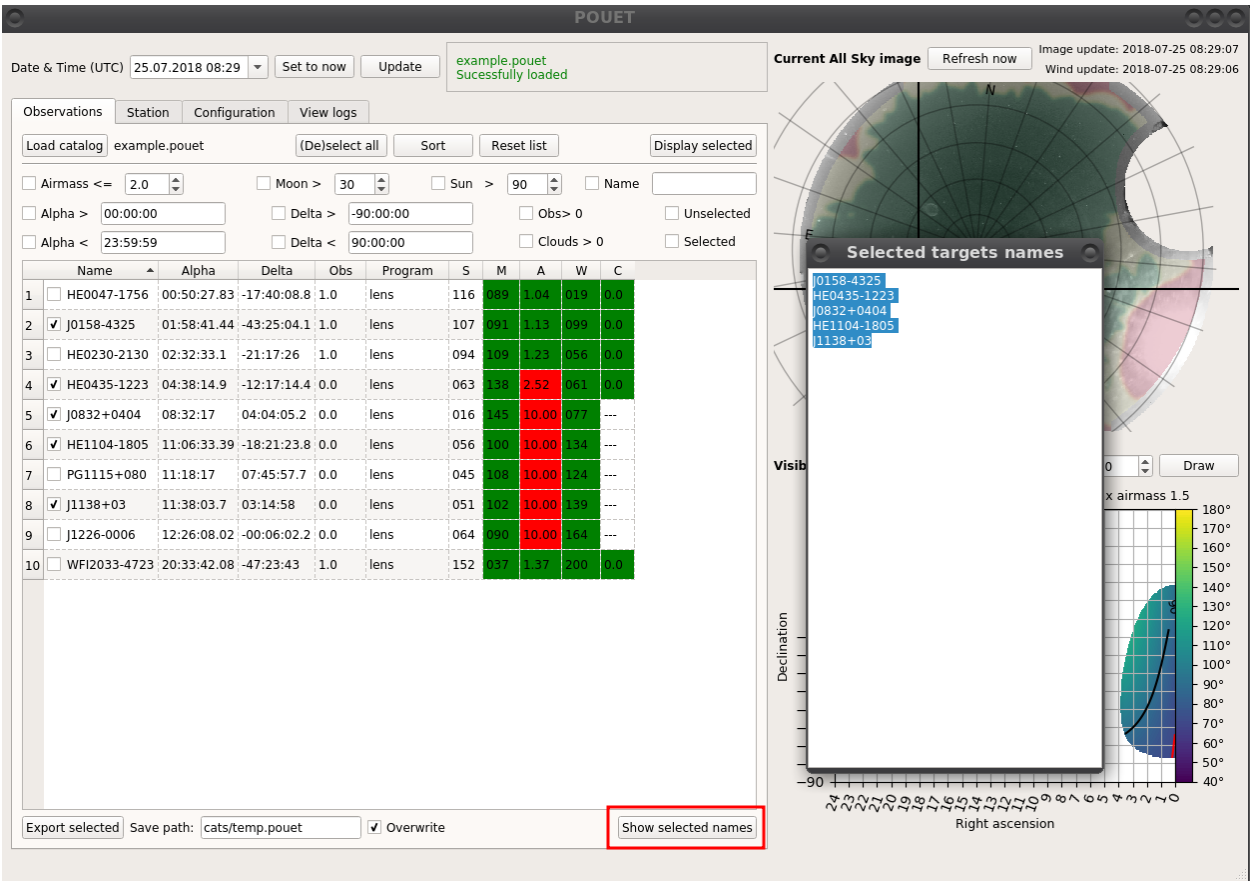 POUET
Date & Time (UTC) 25.07.2018 08:29 Set to now Update
example.pouet
Sucessfully loaded
Current All Sky image Refresh now
Image update: 2018-07-25 08:29:07
Wind update: 2018-07-25 08:29:06
Observations Station Configuration View logs
Load catalog example.pouet (De)select all Sort Reset list Display selected
Airmass <= 2.0 Moon > 30 Sun > 90 Name
Alpha > 00:00:00 Delta > -90:00:00 Obs> 0 Unselected
Alpha < 23:59:59 Delta < 90:00:00 Clouds > 0 Selected
Name Alpha Delta Obs Program S M A W C
1 HE0047-1756 00:50:27.83 -17:40:08.8 1.0 lens 116 089 1.04 019 0.0
2 J0158-4325 01:58:41.44 -43:25:04.1 1.0 lens 107 091 1.13 099 0.0
3 HE0230-2130 02:32:33.1 -21:17:26 1.0 lens 094 109 1.23 056 0.0
4 HE0435-1223 04:38:14.9 -12:17:14.4 0.0 lens 063 138 2.52 061 0.0
5 J0832+0404 08:32:17 04:04:05.2 0.0 lens 016 145 10.00 077 ---
6 HE1104-1805 11:06:33.39 -18:21:23.8 0.0 lens 056 100 10.00 134 ---
7 PG1115+080 11:18:17 07:45:57.7 0.0 lens 045 108 10.00 124 ---
8 J1138+03 11:38:03.7 03:14:58 0.0 lens 051 102 10.00 139 ---
9 J1226-0006 12:26:08.02 -00:06:02.2 0.0 lens 064 090 10.00 164 ---
10 WFI2033-4723 20:33:42.08 -47:23:43 1.0 lens 152 037 1.37 200 0.0
Export selected Save path: cats/temp.pouet Overwrite Show selected names
N
E
Selected targets names
J0158-4325
HE0435-1223
J0832+0404
HE1104-1805
J1138+03
Visib
0 Draw
x airmass 1.5
180°
170°
160°
150°
140°
130°
120°
110°
100°
90°
80°
70°
60°
50°
40°
Declination
−90
24 23 22 21 20 19 18 17 16 15 14 13 12 11 10 9 8 7 6 5 4 3 2 1 0
Right ascension